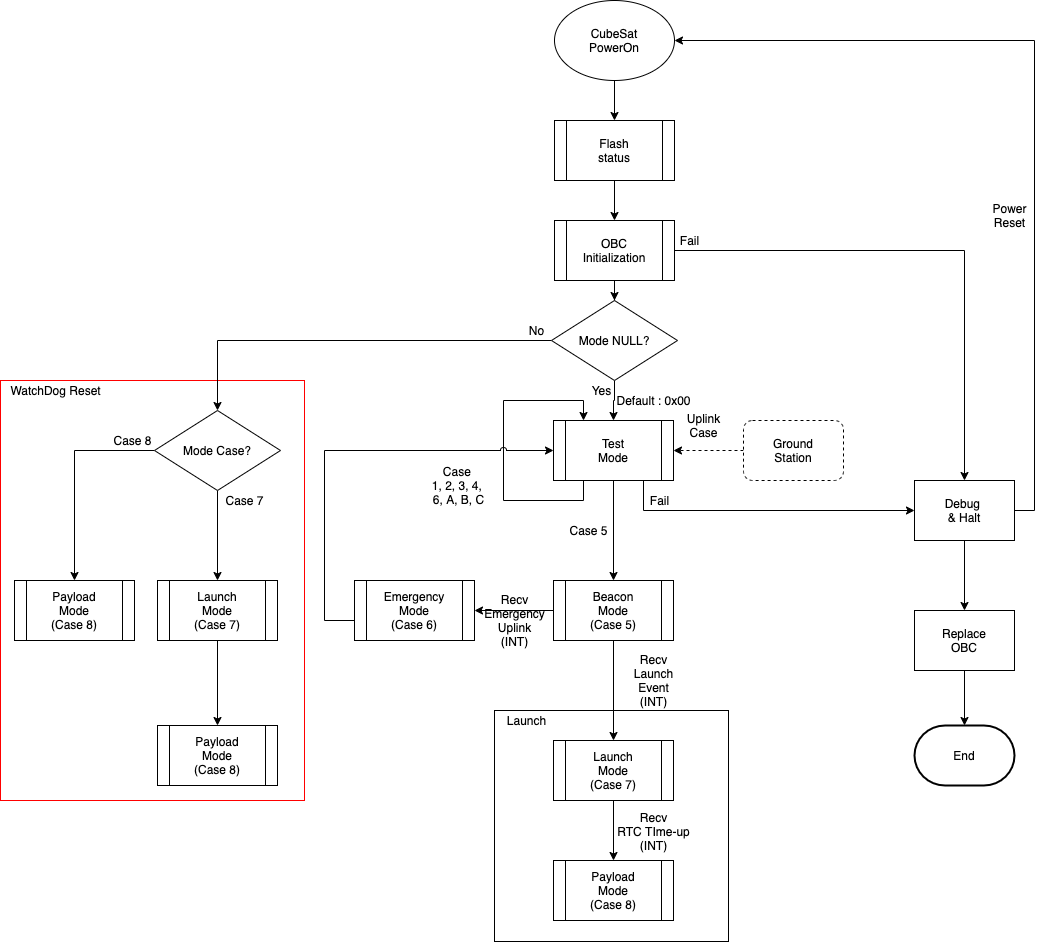 CubeSat
PowerOn
Flash
status
Power
Reset
OBC
Initialization
Fail
Mode NULL?
No
Yes
Default : 0x00
WatchDog Reset
Mode Case?
Case 8
Case 7
Test
Mode
Uplink
Case
Ground
Station
Case
1, 2, 3, 4,
6, A, B, C
Fail
Case 5
Debug
& Halt
Payload
Mode
(Case 8)
Launch
Mode
(Case 7)
Emergency
Mode
(Case 6)
Recv
Emergency
Uplink
(INT)
Beacon
Mode
(Case 5)
Replace
OBC
Recv
Launch
Event
(INT)
Payload
Mode
(Case 8)
Launch
Launch
Mode
(Case 7)
End
Recv
RTC TIme-up
(INT)
Payload
Mode
(Case 8)